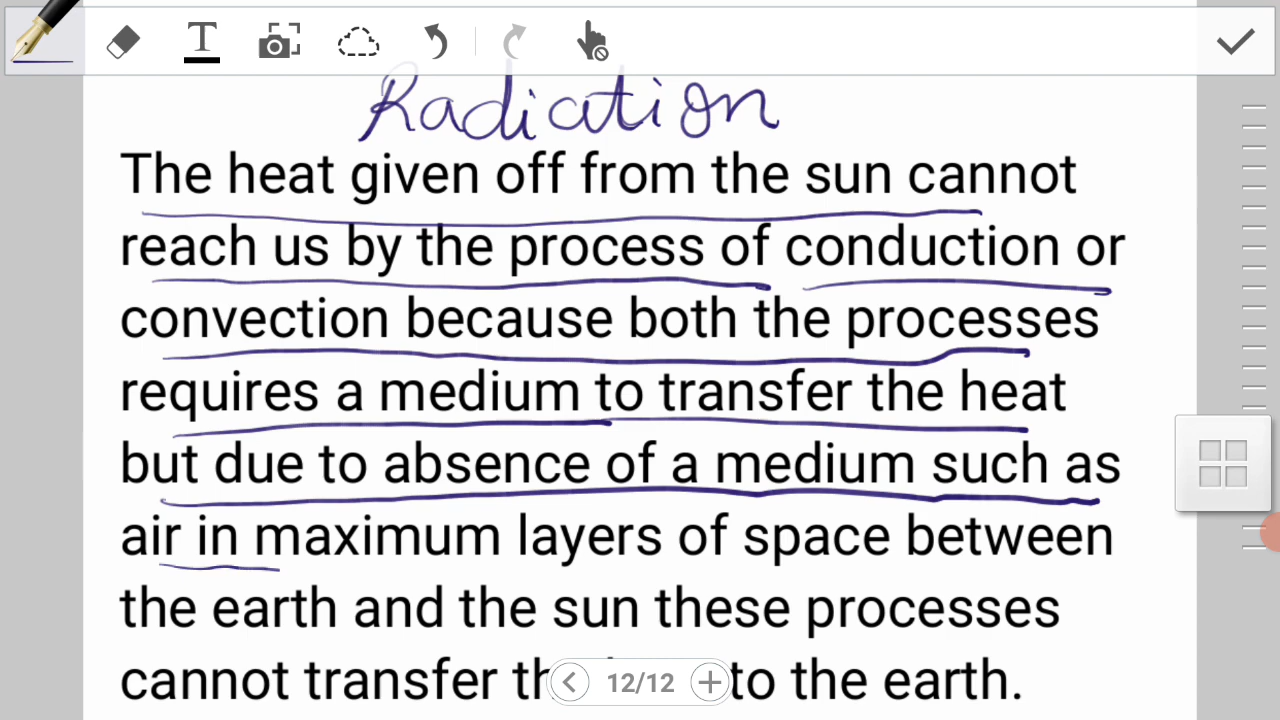 T
Radiation
The heat given off from the sun cannot
reach us by the process of conduction or
convection because both the processes
requires a medium to transfer the heat
but due to absence of a medium such as
air in maximum layers of space between
the earth and the sun these processes
cannot transfer to the earth.
12/12